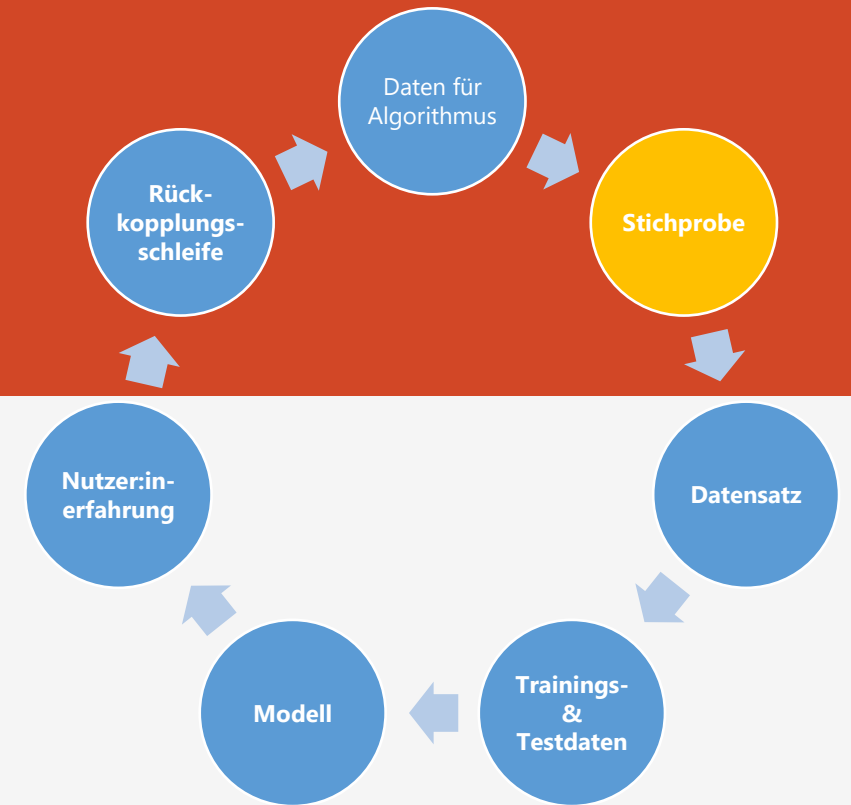 Daten für
Algorithmus
Stichprobe
Datensatz
Trainings-
&
Testdaten
Modell
Nutzer:in-
erfahrung
Rück-
kopplungs-
schleife